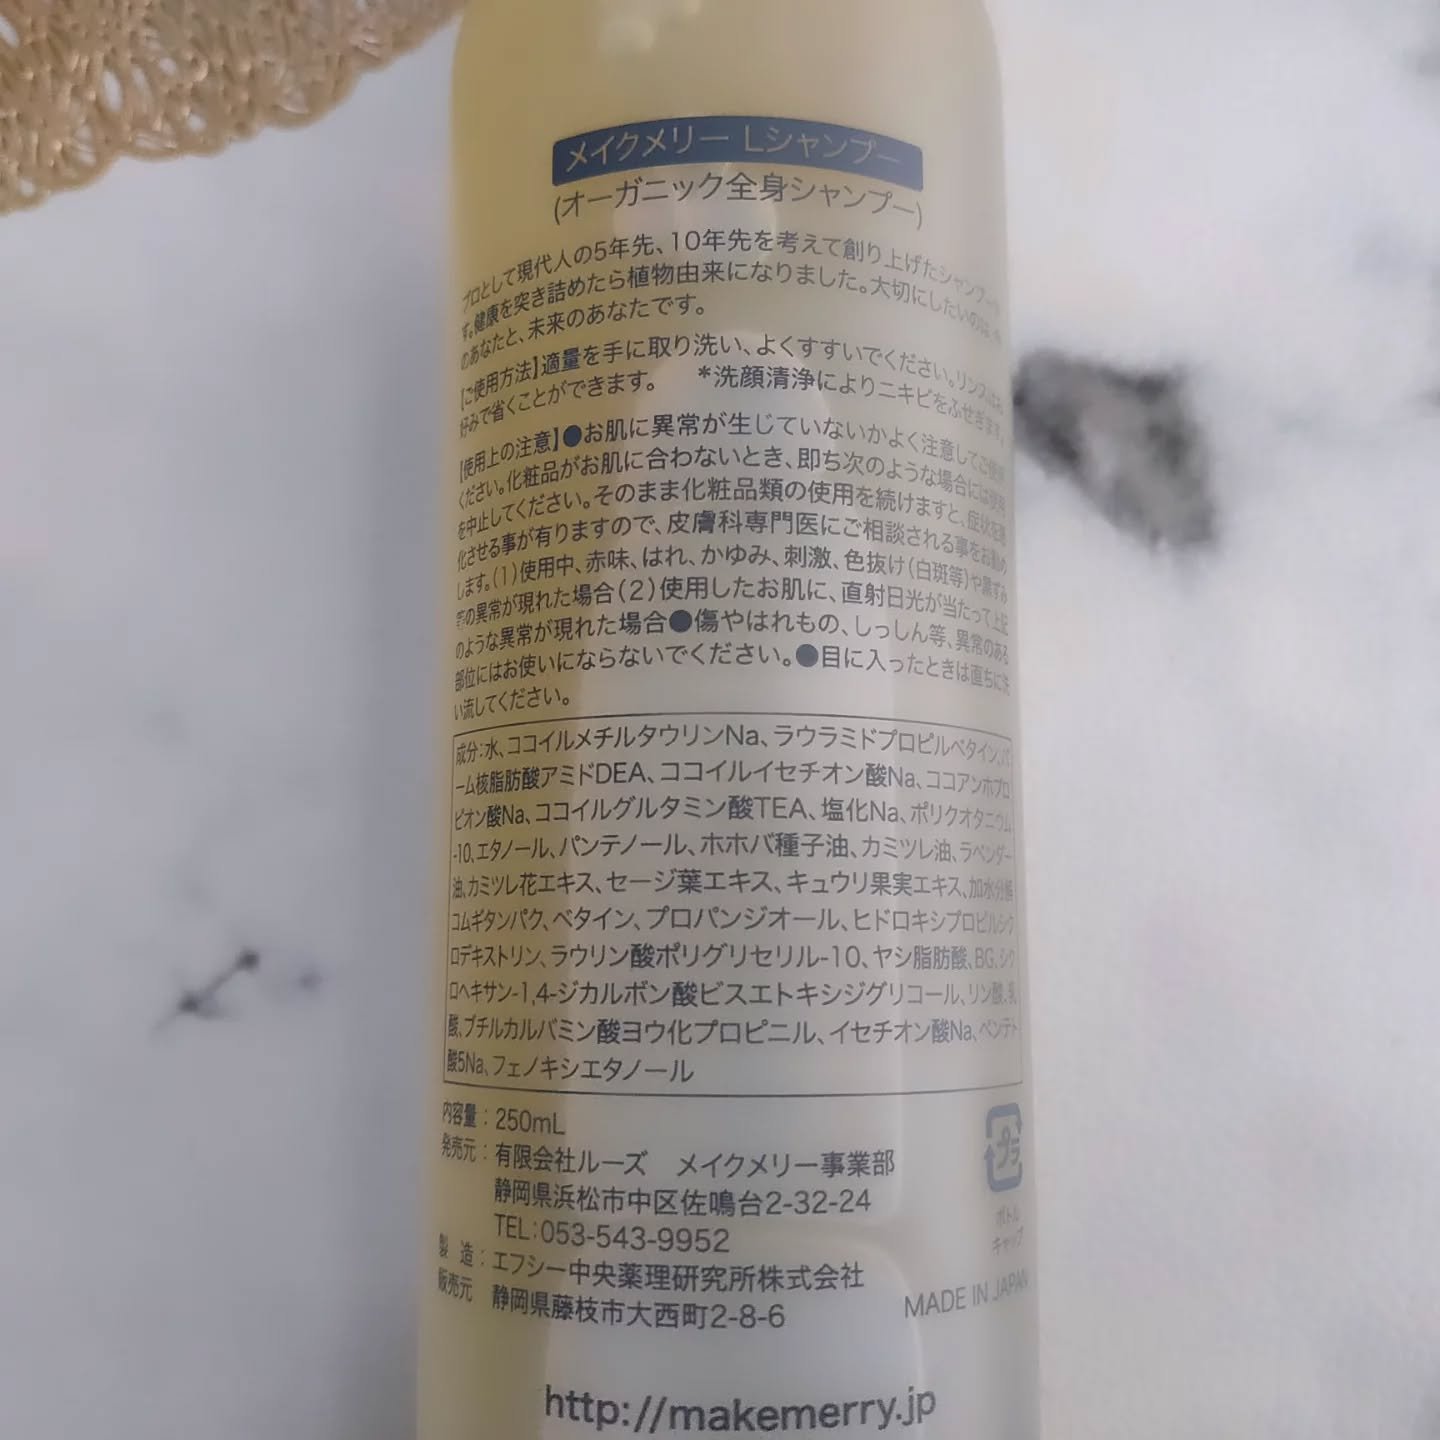 メイクメリー Lシャンプー
(オーガニック全身シャンプー)
プロとして現代人の5年先、10年先を考えて創り上げたシャンプーで
す。健康を突き詰めたら植物由来になりました。大切にしたいのは、今
のあなたと、未来のあなたです。
【ご使用方法】適量を手に取り洗い、よくすすいでください。リンスはお
好みで省くことができます。 *洗顔清浄によりニキビをふせぎます。
【使用上の注意】●お肌に異常が生じていないかよく注意してご使用
ください。化粧品がお肌に合わないとき、即ち次のような場合には使用
を中止してください。そのまま化粧品類の使用を続けますと、症状を悪
化させる事が有りますので、皮膚科専門医にご相談される事をお勧め
します。(1)使用中、赤味、はれ、かゆみ、刺激、色抜け(白斑等)や黒ずみ
等の異常が現れた場合(2)使用したお肌に、直射日光が当たって上記
のような異常が現れた場合●傷やはれもの、しっしん等、異常のある
部位にはお使いにならないでください。●目に入ったときは直ちに洗
い流してください。
成分:水、ココイルメチルタウリンNa、ラウラミドプロピルベタイン、パ
ーム核脂肪酸アミドDEA、ココイルイセチオン酸Na、ココアンホプロ
ピオン酸Na、ココイルグルタミン酸TEA、塩化Na、ポリクオタニウム
-10、エタノール、パンテノール、ホホバ種子油、カミツレ油、ラベンダー
油、カミツレ花エキス、セージ葉エキス、キュウリ果実エキス、加水分解
コムギタンパク、ベタイン、プロパンジオール、ヒドロキシプロピルシク
ロデキストリン、ラウリン酸ポリグリセリル-10、ヤシ脂肪酸、BG、シク
ロヘキサン-1,4-ジカルボン酸ビスエトキシジグリコール、リン酸、乳
酸、ブチルカルバミン酸ヨウ化プロピニル、イセチオン酸Na、ペンテト
酸5Na、フェノキシエタノール
内容量:250mL
発売元:有限会社ルーズ メイクメリー事業部
静岡県浜松市中区佐鳴台2-32-24
TEL:053-543-9952
製造販売元:エフシー中央薬理研究所株式会社
静岡県藤枝市大西町2-8-6
プラ
ボトル
キャップ
MADE IN JAPAN
http://makemerry.jp